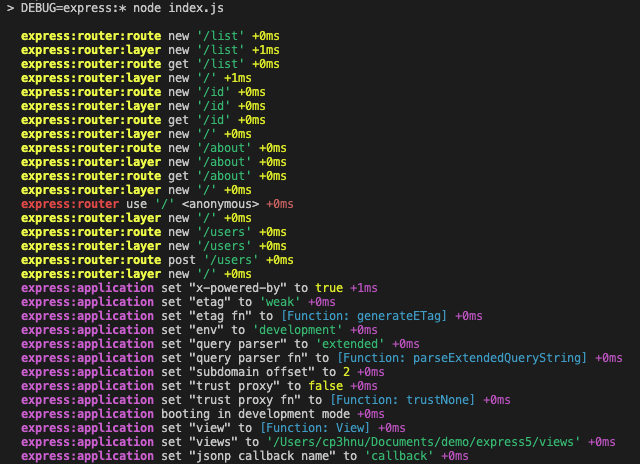 > DEBUG=express:* node index.js
express:router:route new '/list' +0ms
express:router:layer new '/list' +1ms
express:router:route get '/list' +0ms
express:router:layer new '/' +1ms
express:router:route new '/id' +0ms
express:router:layer new '/id' +0ms
express:router:route get '/id' +0ms
express:router:layer new '/' +0ms
express:router:route new '/about' +0ms
express:router:layer new '/about' +0ms
express:router:route get '/about' +0ms
express:router:layer new '/' +0ms
express:router use '/' <anonymous> +0ms
express:router:layer new '/' +0ms
express:router:route new '/users' +0ms
express:router:layer new '/users' +0ms
express:router:route post '/users' +0ms
express:router:layer new '/' +0ms
express:application set "x-powered-by" to true +1ms
express:application set "etag" to 'weak' +0ms
express:application set "etag fn" to [Function: generateETag] +0ms
express:application set "env" to 'development' +0ms
express:application set "query parser" to 'extended' +0ms
express:application set "query parser fn" to [Function: parseExtendedQueryString] +0ms
express:application set "subdomain offset" to 2 +0ms
express:application set "trust proxy" to false +0ms
express:application set "trust proxy fn" to [Function: trustNone] +0ms
express:application booting in development mode +0ms
express:application set "view" to [Function: View] +0ms
express:application set "views" to '/Users/cp3hnu/Documents/demo/express5/views' +0ms
express:application set "jsonp callback name" to 'callback' +0ms